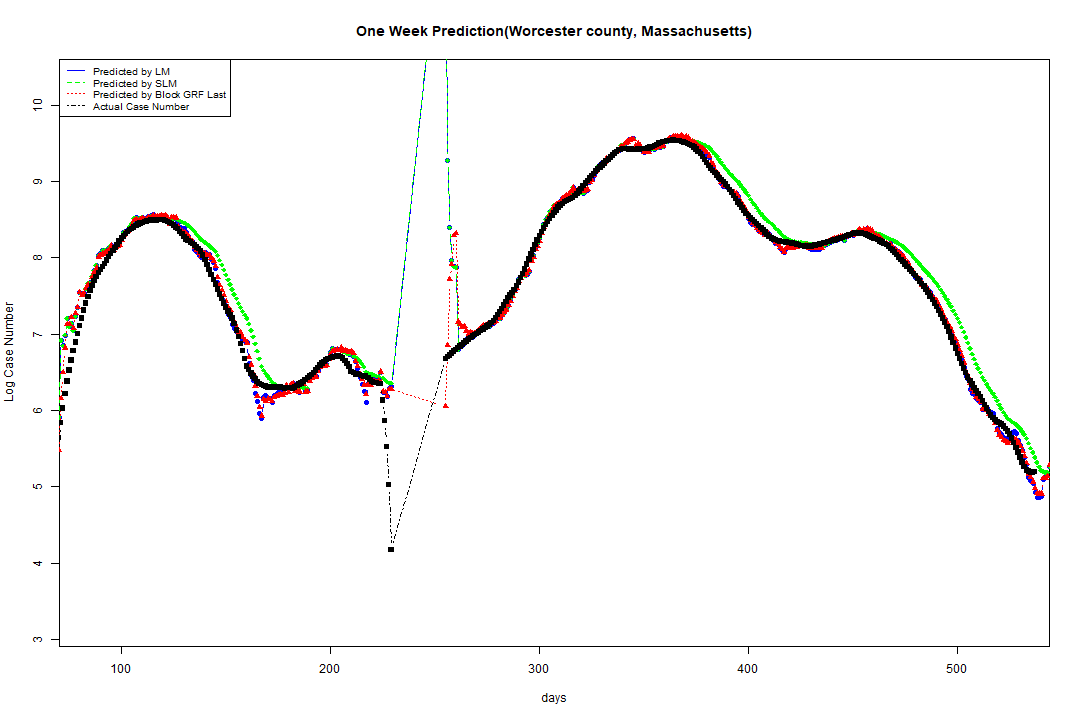 One Week Prediction(Worcester county, Massachusetts)
Predicted by LM
Predicted by SLM
Predicted by Block GRF Last
Actual Case Number
10
9
8
7
6
5
4
3
Log Case Number
100 200 300 400 500
days